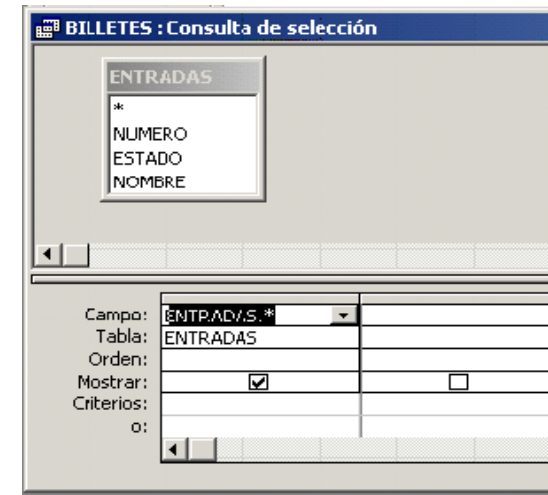 BILLETES : Consulta de selección
ENTRADAS
*
NUMERO
ESTADO
NOMBRE
Campo: ENTRADAS.*
Tabla: ENTRADAS
Orden:
Mostrar:
Criterios:
o: